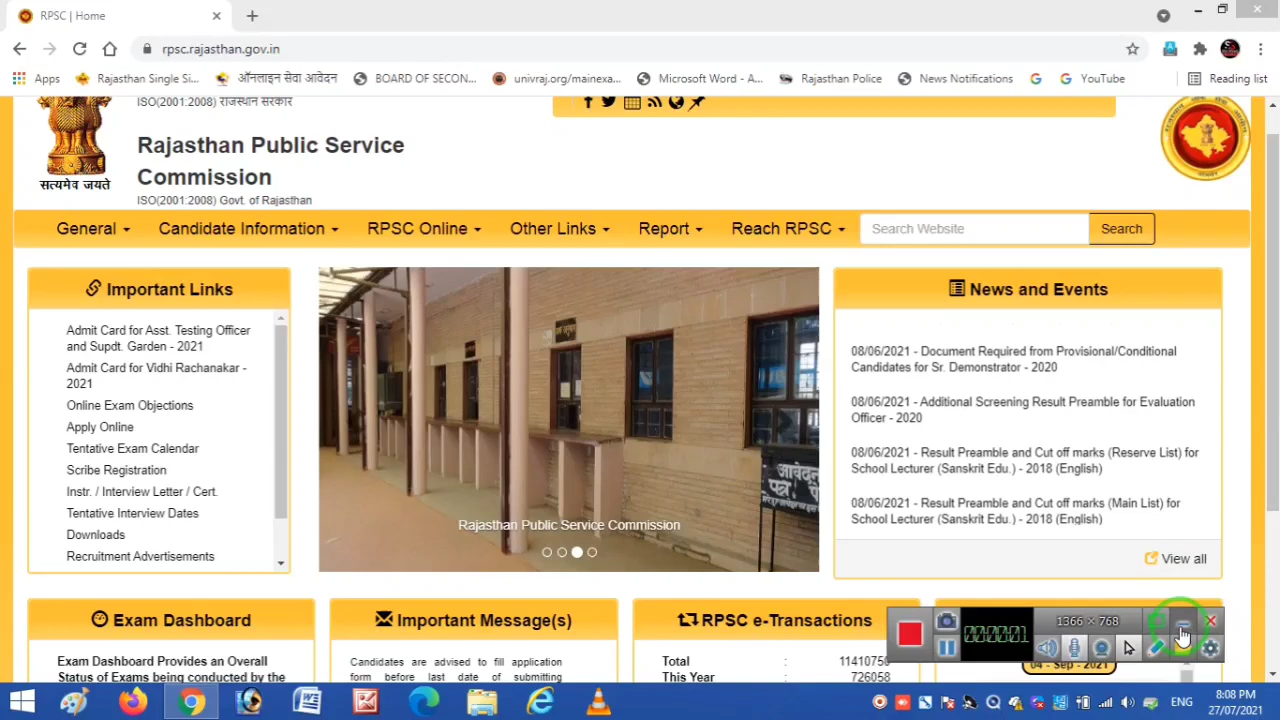 RPSC | Home
rpsc.rajasthan.gov.in
Apps
Rajasthan Single Si...
ऑनलाइन सेवा आवेदन
BOARD OF SECON...
univraj.org/mainexa...
Microsoft Word - A...
Rajasthan Police
News Notifications
YouTube
Reading list
ISO(2001:2008) राजस्थान सरकार
Rajasthan Public Service
Commission
सत्यमेव जयते
ISO(2001:2008) Govt. of Rajasthan
General
Candidate Information
RPSC Online
Other Links
Report
Reach RPSC
Search Website
Search
Important Links
Admit Card for Asst. Testing Officer
and Supdt. Garden - 2021
Admit Card for Vidhi Rachanakar -
2021
Online Exam Objections
Apply Online
Tentative Exam Calendar
Scribe Registration
Instr. / Interview Letter / Cert.
Tentative Interview Dates
Downloads
Recruitment Advertisements
आवेदन
पत्र
Rajasthan Public Service Commission
News and Events
08/06/2021 - Document Required from Provisional/Conditional
Candidates for Sr. Demonstrator - 2020
08/06/2021 - Additional Screening Result Preamble for Evaluation
Officer - 2020
08/06/2021 - Result Preamble and Cut off marks (Reserve List) for
School Lecturer (Sanskrit Edu.) - 2018 (English)
08/06/2021 - Result Preamble and Cut off marks (Main List) for
School Lecturer (Sanskrit Edu.) - 2018 (English)
View all
Exam Dashboard
Exam Dashboard Provides an Overall
Status of Exams being conducted by the
Important Message(s)
Candidates are advised to fill application
form before last date of submitting
RPSC e-Transactions
Total : 11410756
This Year : 726058
1366 × 768
000001
04 - Sep - 2021
ENG
8:08 PM
27/07/2021